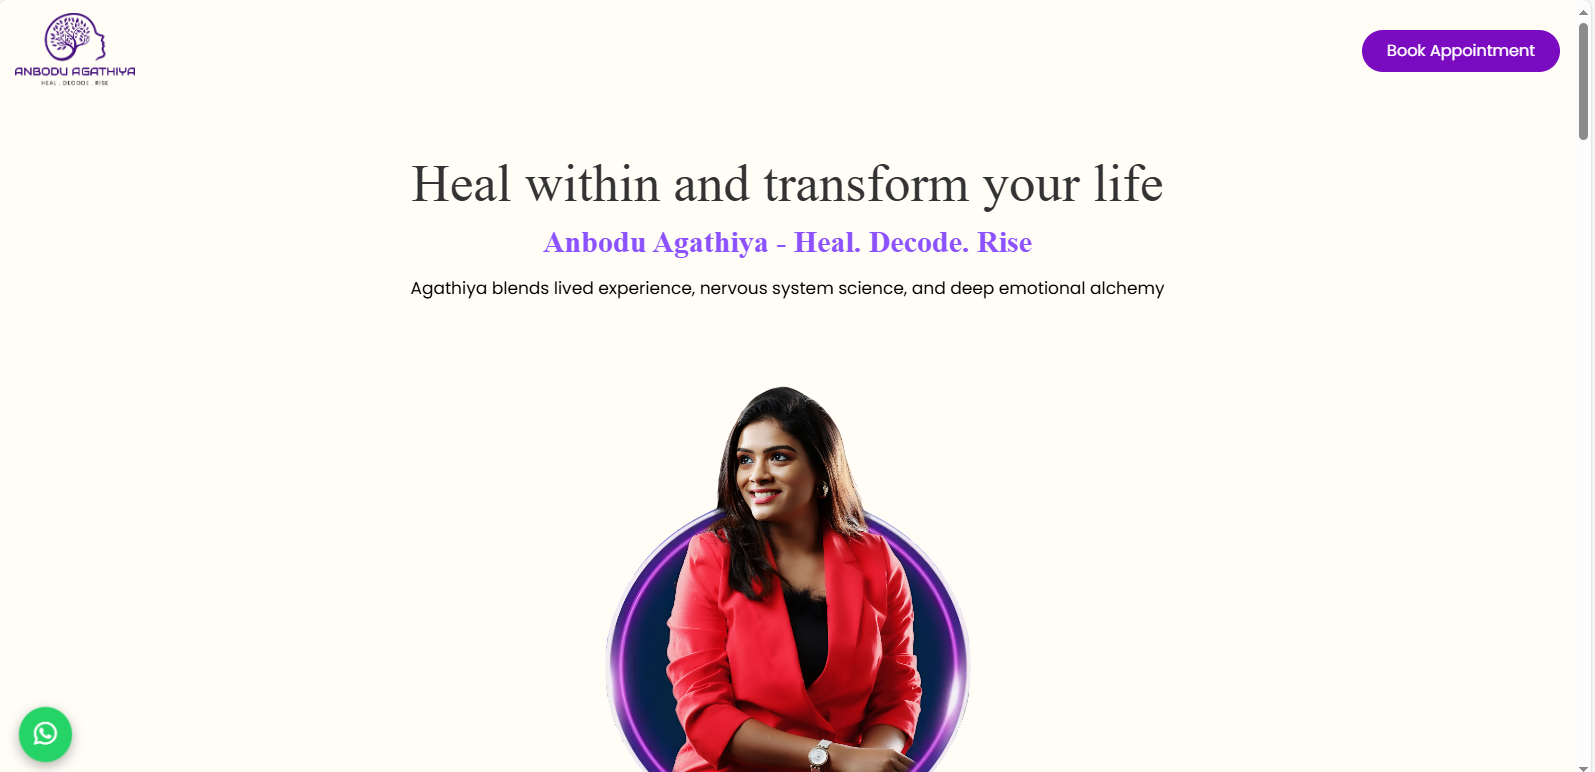 ANBODU AGATHIYA
HEAL . DECODE . RISE
Book Appointment
Heal within and transform your life
Anbodu Agathiya - Heal. Decode. Rise
Agathiya blends lived experience, nervous system science, and deep emotional alchemy